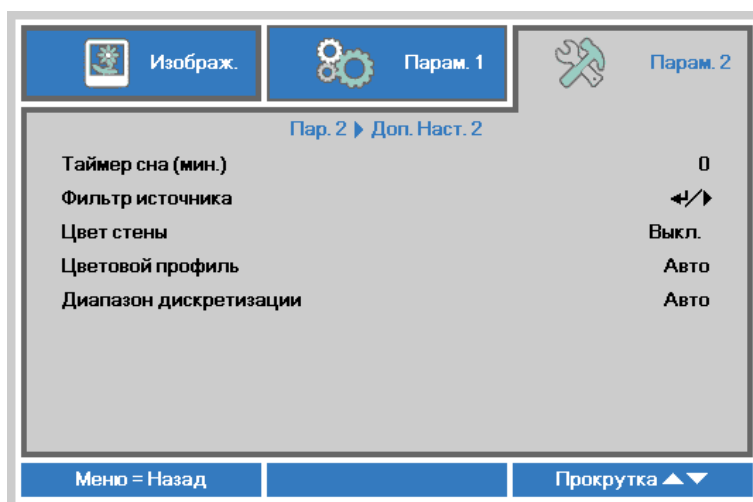 Изображ.
Парам. 1
Парам. 2
Пар. 2 ▶ Доп. Наст. 2
Таймер сна (мин.) 0
Фильтр источника ↵/▶
Цвет стены Выкл.
Цветовой профиль Авто
Диапазон дискретизации Авто
Меню = Назад
Прокрутка ▲▼